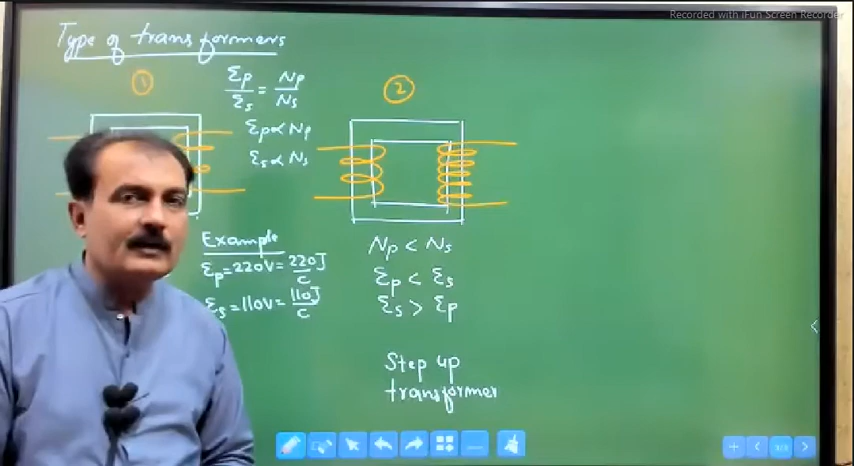 Recorded with iFun Screen Recorder
Type of transformers
①
Ɛp/Ɛs = Np/Ns
Ɛp ∝ Np
Ɛs ∝ Ns
Example
Ɛp = 220V = 220J/C
Ɛs = 110V = 110J/C
②
Np < Ns
Ɛp < Ɛs
Ɛs > Ɛp
Step up
transformer